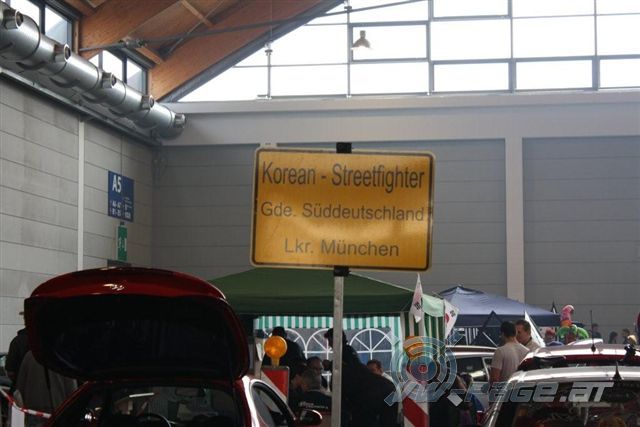 Korean - Streetfighter
Gde. Süddeutschland
Lkr. München
A5